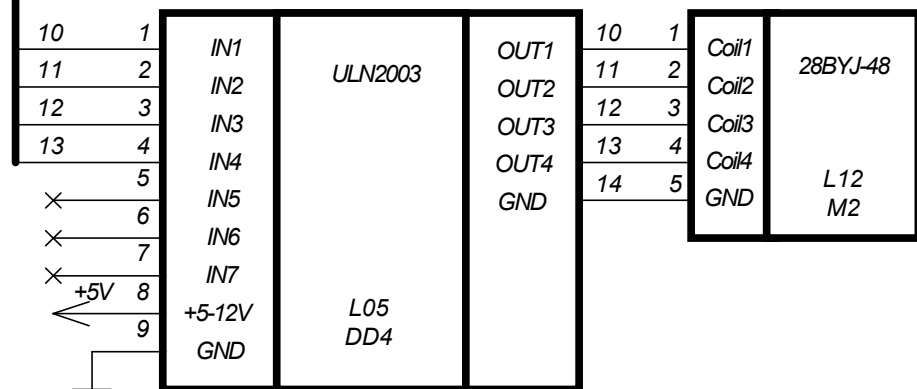 10 1 IN1 ULN2003 OUT1 10 1 Coil1 28BYJ-48
11 2 IN2 OUT2 11 2 Coil2
12 3 IN3 OUT3 12 3 Coil3
13 4 IN4 OUT4 13 4 Coil4
5 IN5 GND 14 5 GND L12
6 IN6 M2
7 IN7
+5V 8 +5-12V L05
9 GND DD4